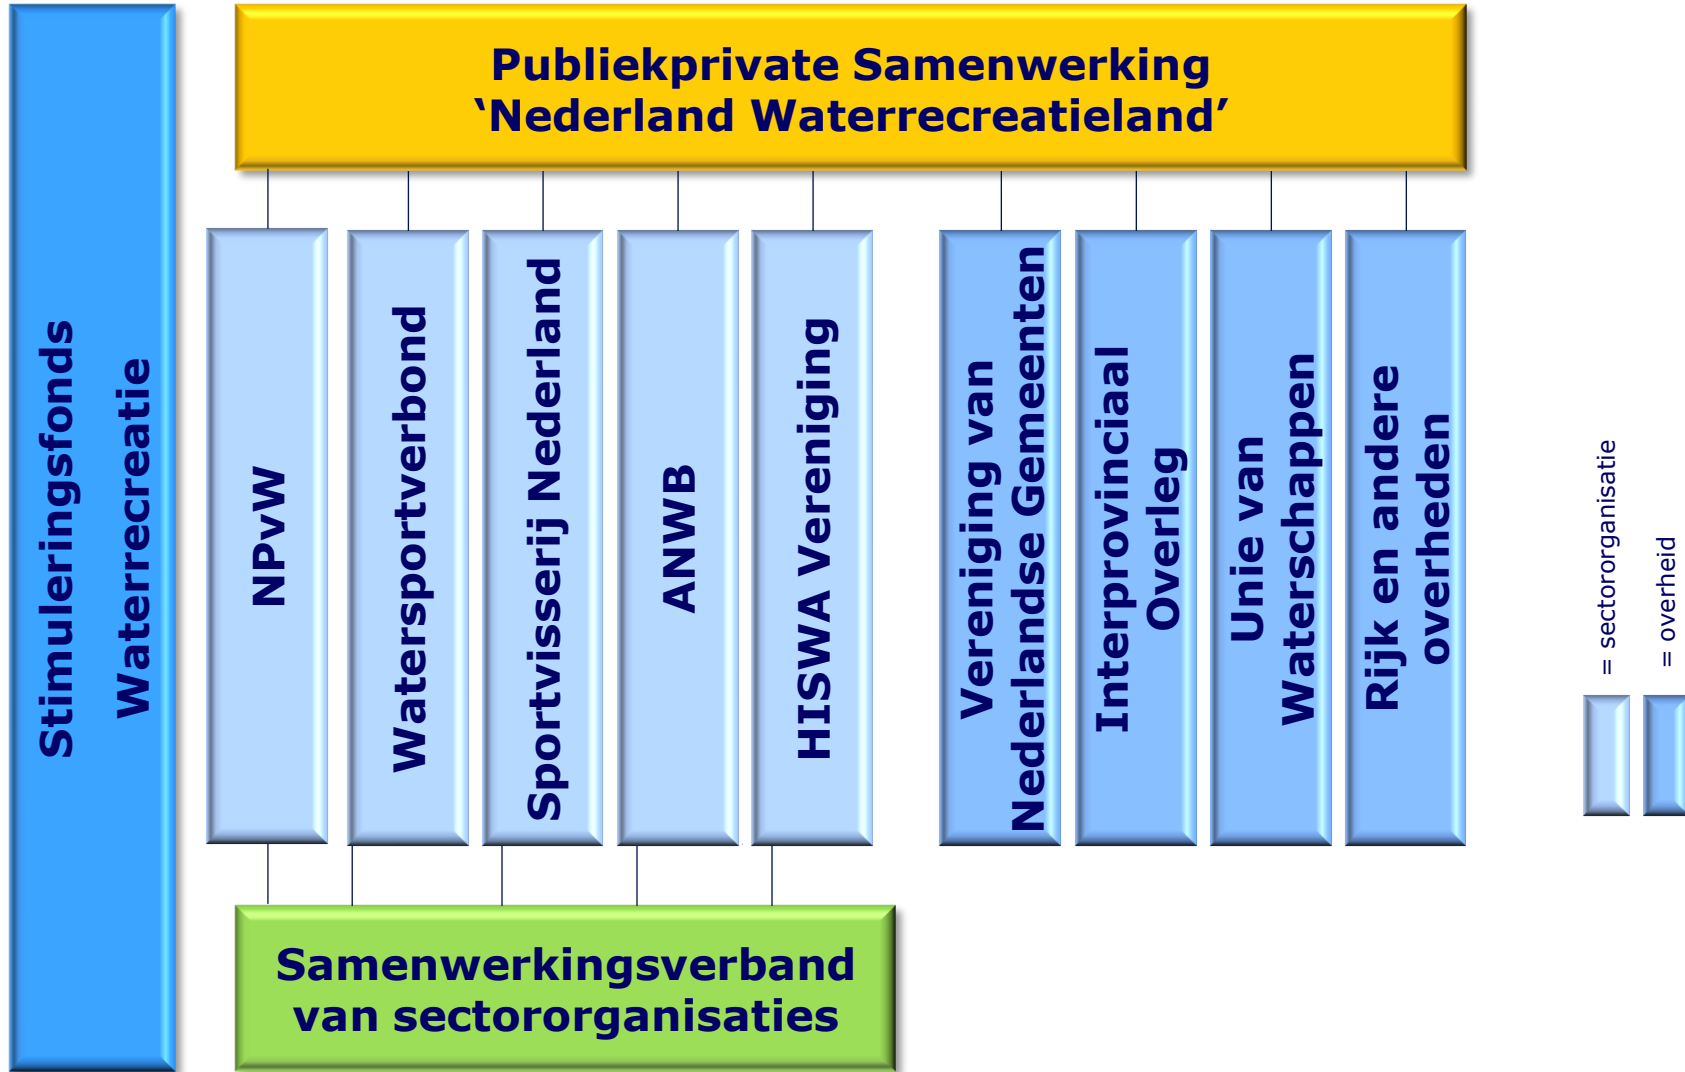 Publiekprivate Samenwerking
‘Nederland Waterrecreatieland’
Stimuleringsfonds
Waterrecreatie
NPvW
Watersportverbond
Sportvisserij Nederland
ANWB
HISWA Vereniging
Vereniging van
Nederlandse Gemeenten
Interprovinciaal
Overleg
Unie van
Waterschappen
Rijk en andere
overheden
= sectororganisatie
= overheid
Samenwerkingsverband
van sectororganisaties